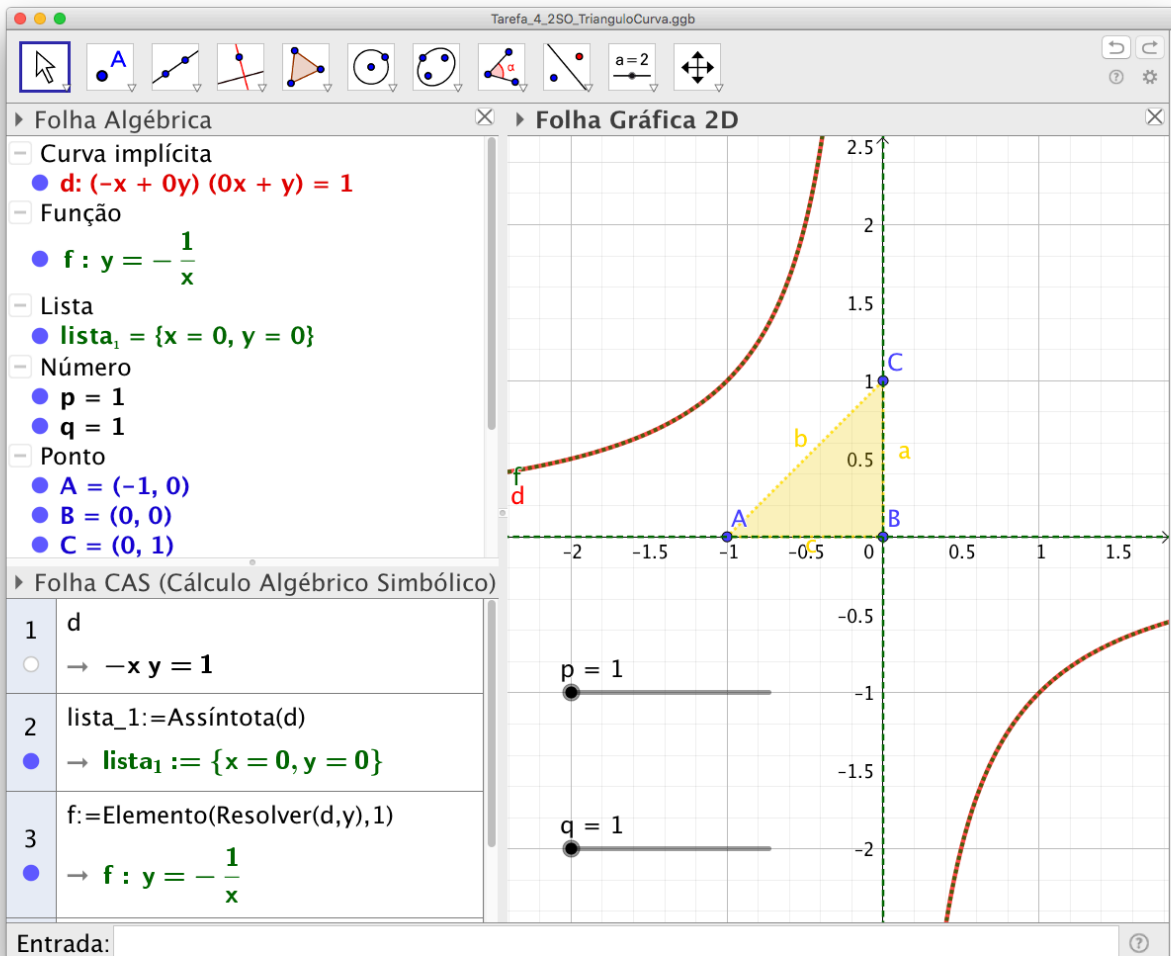 Tarefa_4_2SO_TrianguloCurva.ggb
A
α
a=2
Folha Algébrica
Curva implícita
d: (-x + 0y) (0x + y) = 1
Função
f : y = − 1/x
Lista
lista₁ = {x = 0, y = 0}
Número
p = 1
q = 1
Ponto
A = (-1, 0)
B = (0, 0)
C = (0, 1)
Folha CAS (Cálculo Algébrico Simbólico)
1
d
→ −x y = 1
2
lista_1:=Assíntota(d)
→ lista₁ := {x = 0, y = 0}
3
f:=Elemento(Resolver(d,y),1)
→ f : y = − 1/x
Folha Gráfica 2D
2.5
2
1.5
1
C
b
0.5
a
f
d
A
B
c
-2 -1.5 -1 -0.5 0 0.5 1 1.5
-0.5
p = 1
-1
-1.5
q = 1
-2
Entrada: